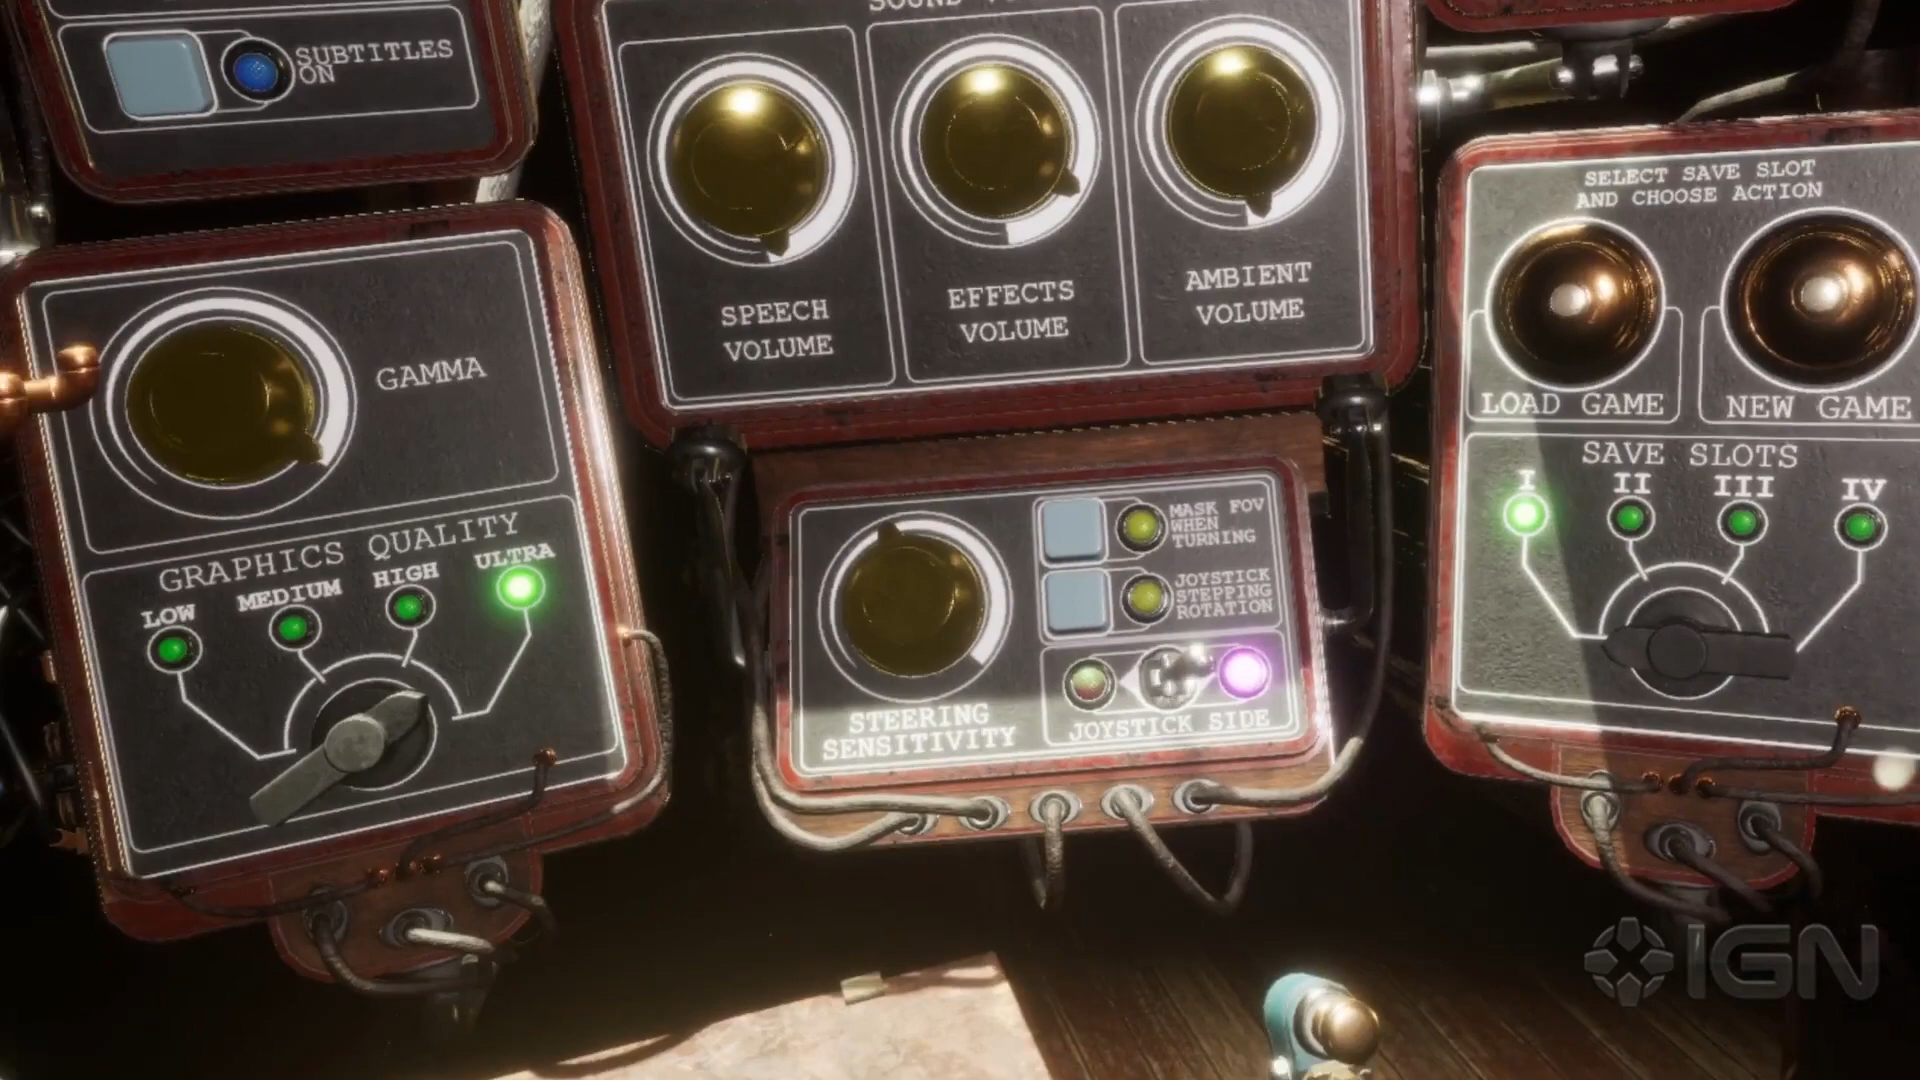 SUBTITLES
ON
SOUND
SPEECH
VOLUME
EFFECTS
VOLUME
AMBIENT
VOLUME
SELECT SAVE SLOT
AND CHOOSE ACTION
LOAD GAME
NEW GAME
SAVE SLOTS
I
II
III
IV
GAMMA
GRAPHICS QUALITY
LOW
MEDIUM
HIGH
ULTRA
MASK FOV
WHEN
TURNING
JOYSTICK
STEPPING
ROTATION
STEERING
SENSITIVITY
JOYSTICK SIDE
IGN